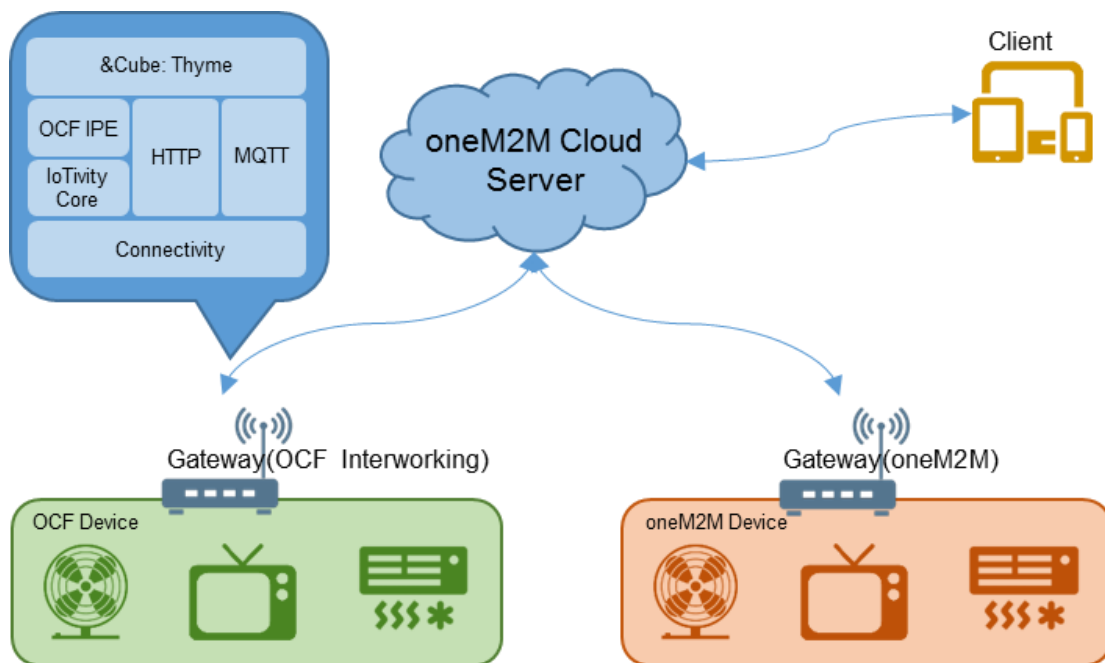 &Cube: Thyme
OCF IPE
HTTP
MQTT
IoTivity
Core
Connectivity
oneM2M Cloud
Server
Client
Gateway(OCF Interworking)
Gateway(oneM2M)
OCF Device
oneM2M Device